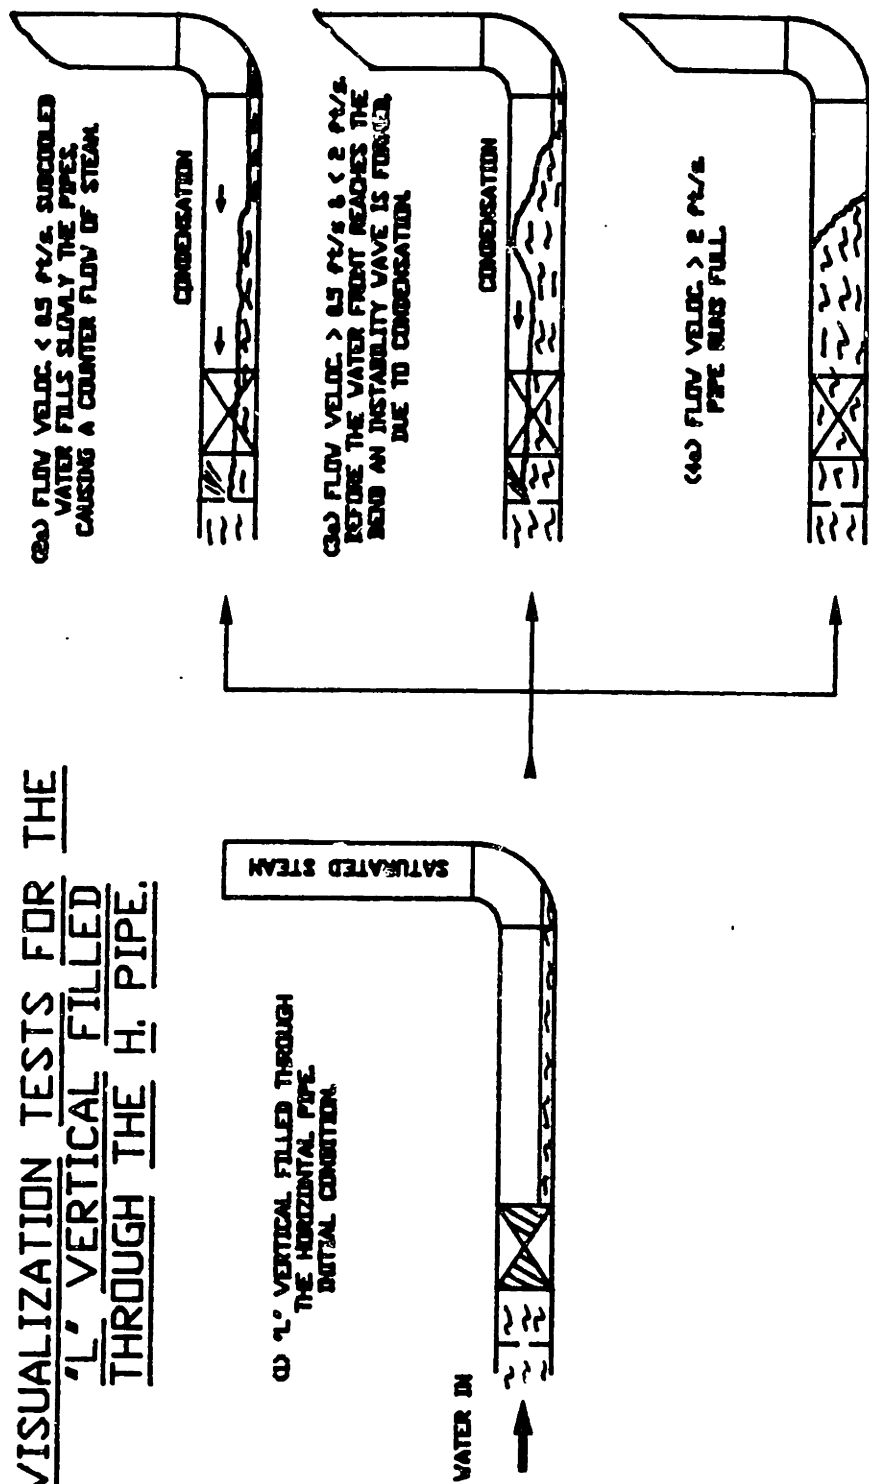 VISUALIZATION TESTS FOR THE
"L" VERTICAL FILLED
THROUGH THE H. PIPE.
(1) "L" VERTICAL FILLED THROUGH
THE HORIZONTAL PIPE.
INITIAL CONDITION.
WATER IN
SATURATED STEAM
(2a) FLOW VELOC. < 0.5 Ft/s. SUBCOOLED
WATER FILLS SLOWLY THE PIPES.
CAUSING A COUNTER FLOW OF STEAM.
CONDENSATION
(3a) FLOW VELOC. > 0.5 Ft/s & < 2 Ft/s.
BEFORE THE WATER FRONT REACHES THE
BEND AN INSTABILITY WAVE IS FORMED,
DUE TO CONDENSATION.
CONDENSATION
(4a) FLOW VELOC. > 2 Ft/s.
PIPE RUNS FULL.